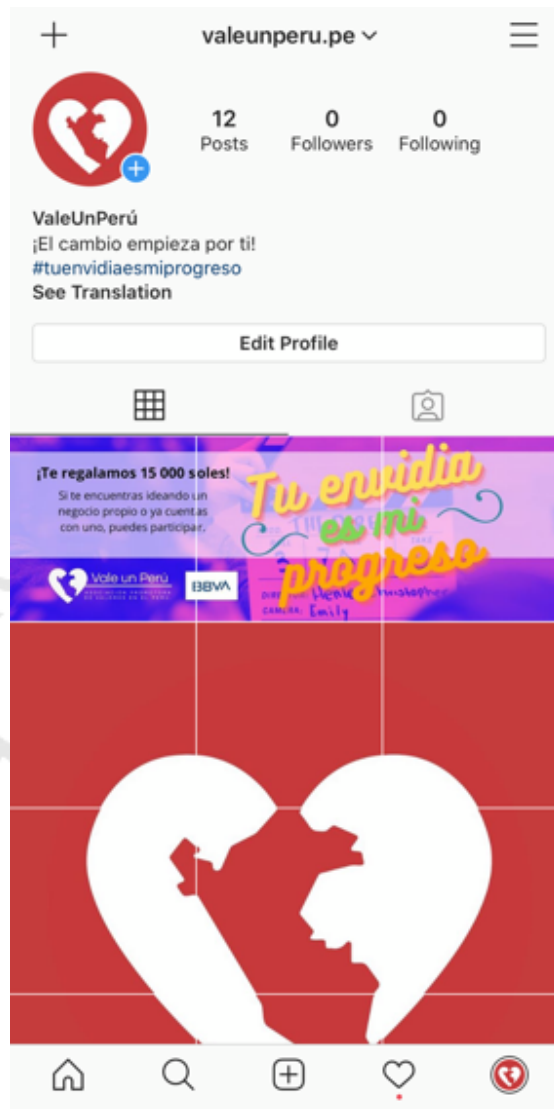 valeunperu.pe
12
0
0
Posts
Followers
Following
ValeUnPerú
¡El cambio empieza por ti!
#tuenvidiaesmiprogreso
See Translation
Edit Profile
¡Te regalamos 15 000 soles!
Si te encuentras ideando un
negocio propio o ya cuentas
con uno, puedes participar.
Tu envidia
es mi
progreso
Vale un Perú
BBVA
Emily